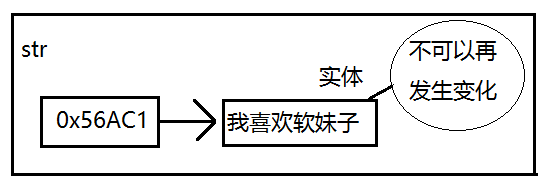 str
不可以再
发生变化
实体
0x56AC1
我喜欢软妹子